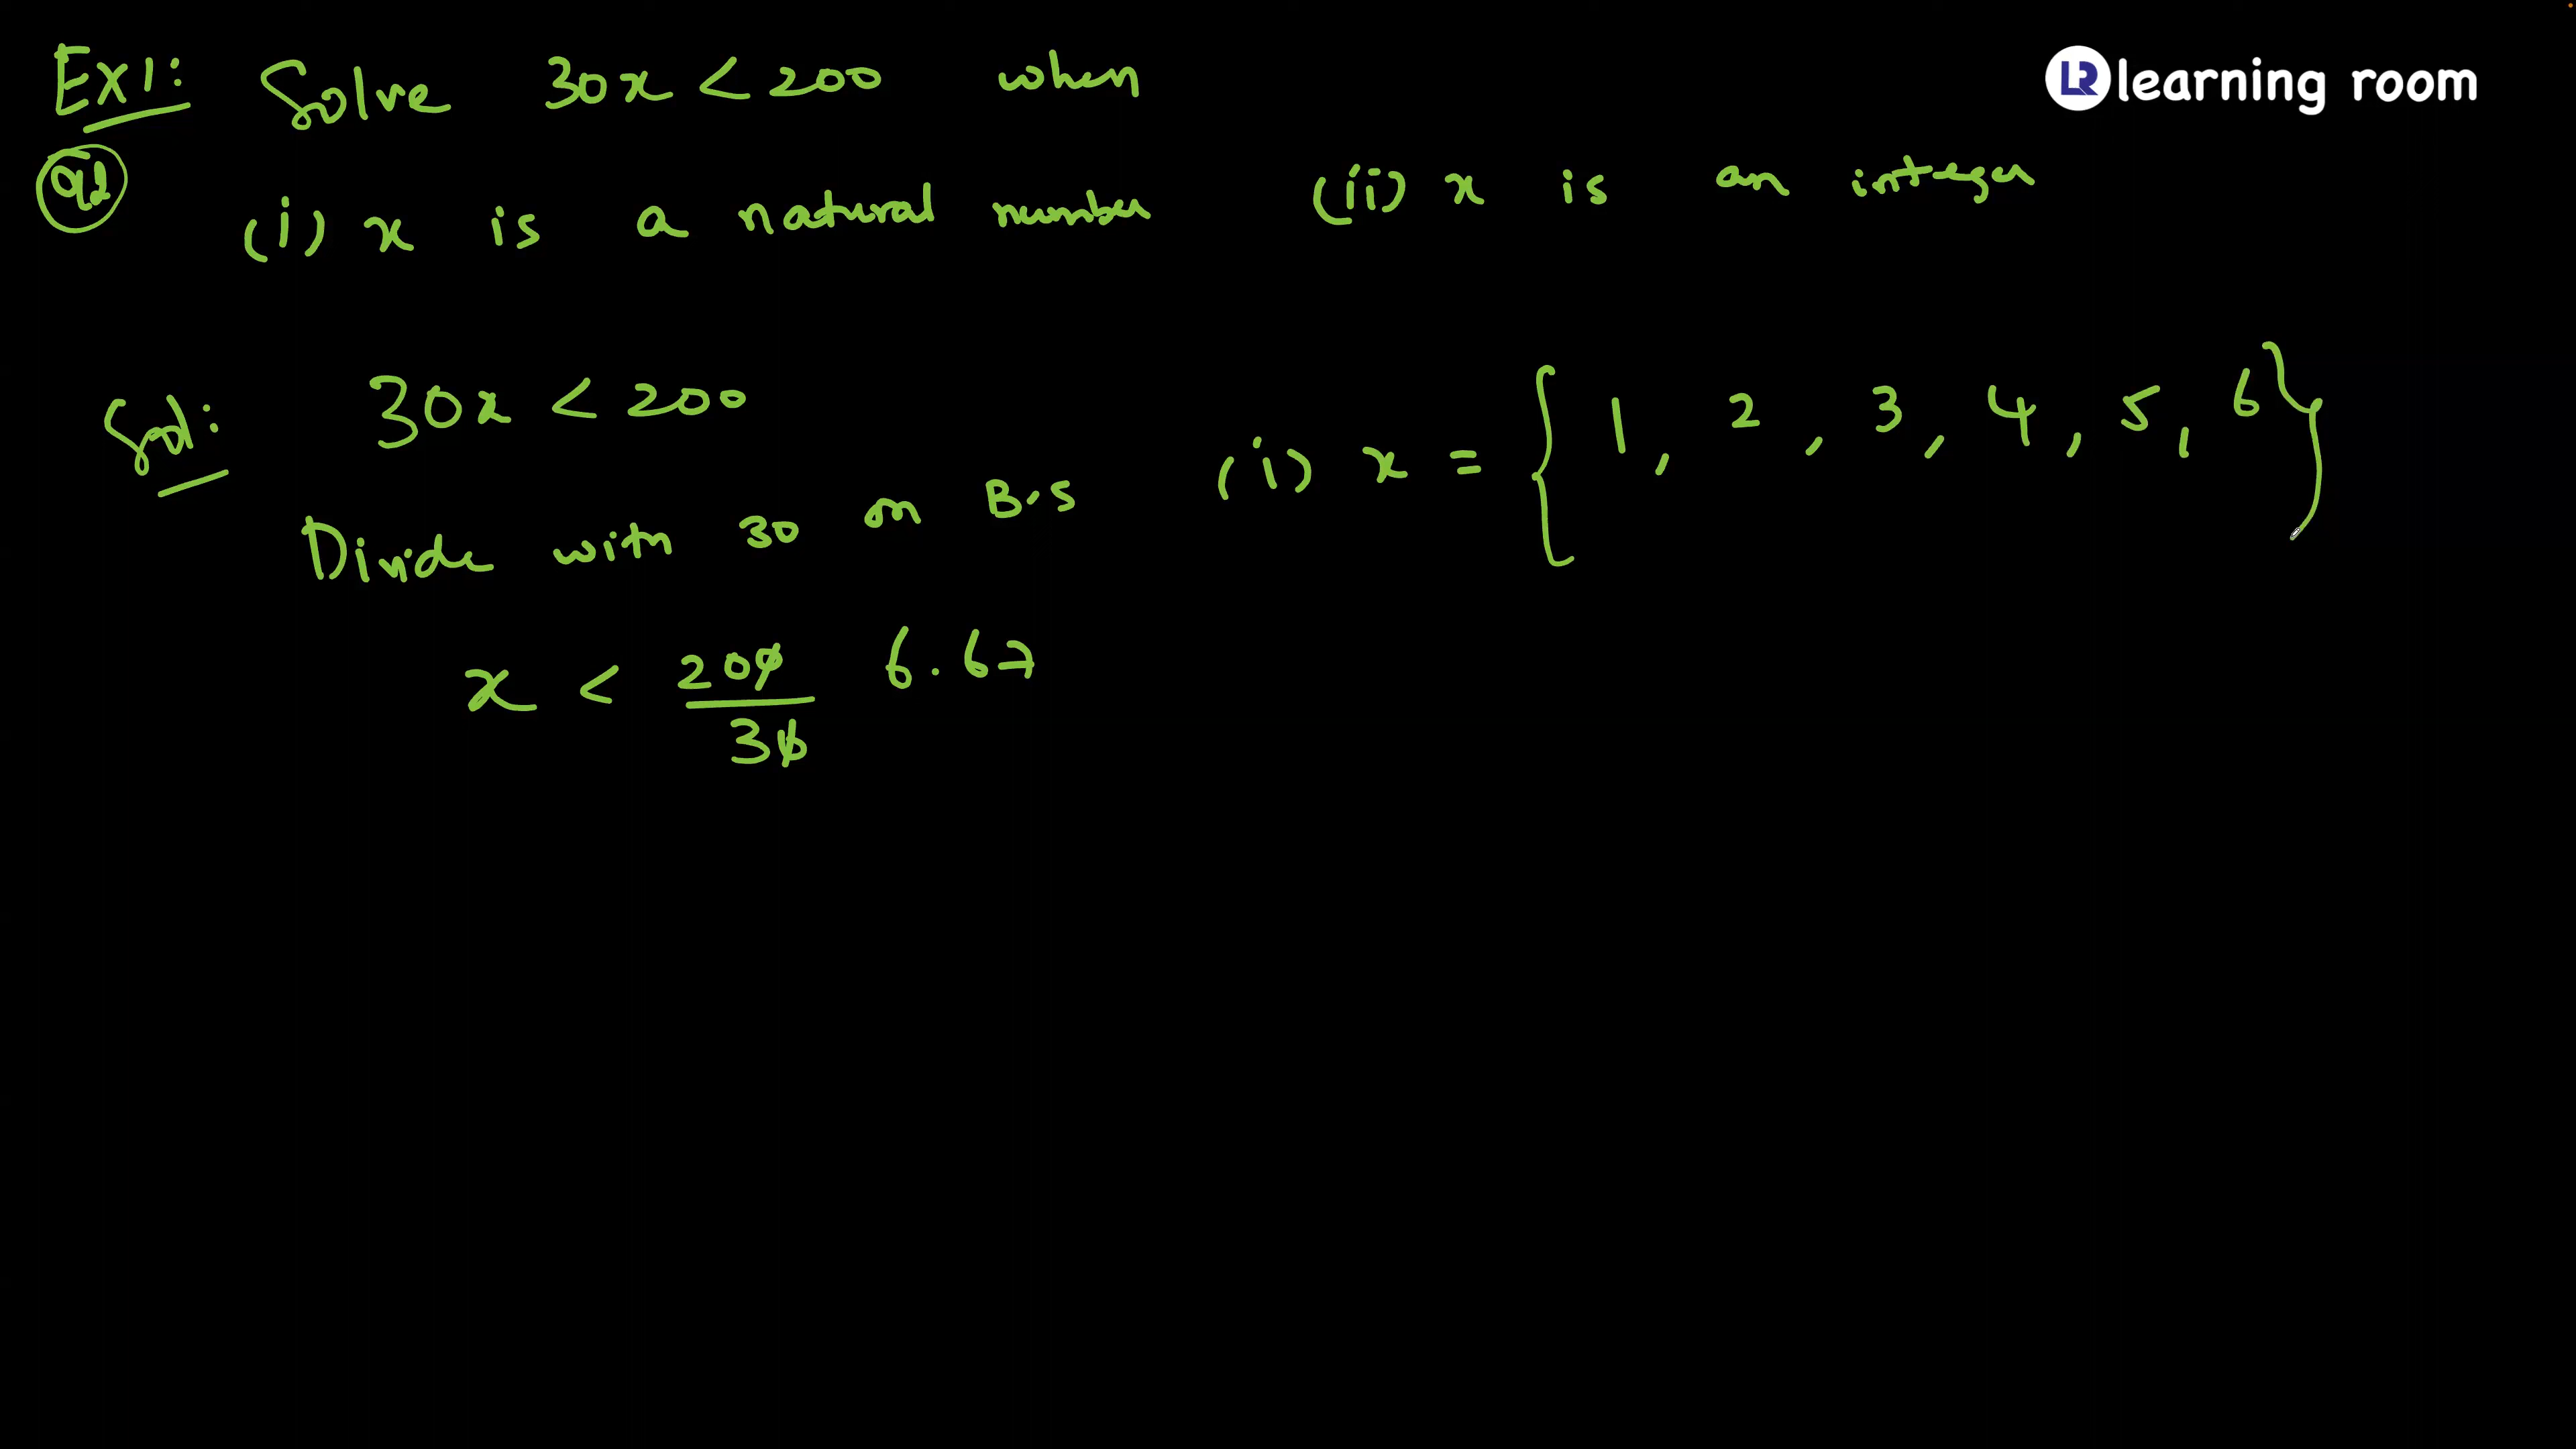 Ex1: Solve 30x < 200 when
learning room
(i) x is a natural number (ii) x is an integer
Sol: 30x < 200
Divide with 30 on B.S
(i) x = { 1, 2, 3, 4, 5, 6 }
x < 200/30 6.67